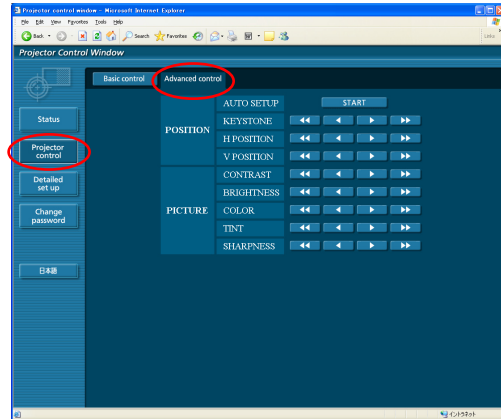 Projector control window - Microsoft Internet Explorer
File Edit View Favorites Tools Help
Back Search Favorites Links
Projector Control Window
Basic control Advanced control
Status
Projector control
Detailed set up
Change password
日本語
AUTO SETUP START
POSITION
KEYSTONE
H POSITION
V POSITION
CONTRAST
BRIGHTNESS
PICTURE
COLOR
TINT
SHARPNESS
イントラネット